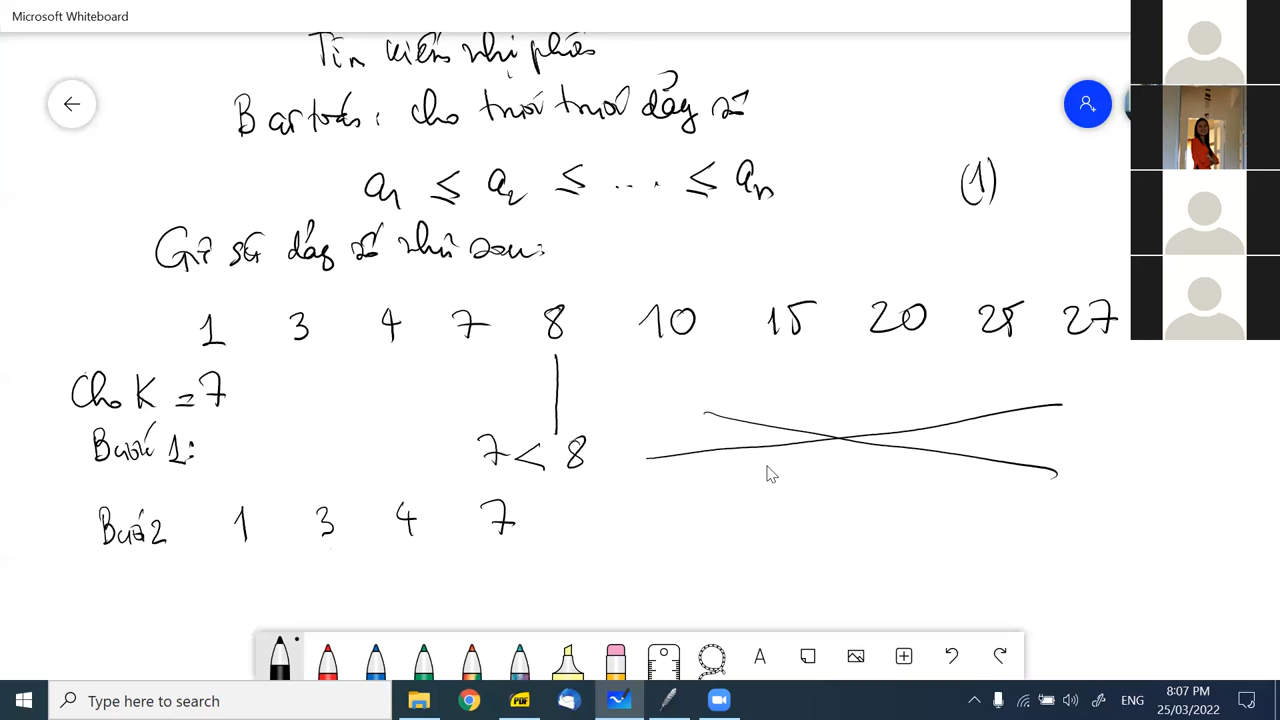 Microsoft Whiteboard
Tìm kiếm nhị phân
Bài toán: cho trước dãy số
a1 ≤ a2 ≤ ... ≤ an (1)
Giả sử dãy số như sau:
1 3 4 7 8 10 15 20 25 27
Cho K = 7
Bước 1: 7 < 8
Bước 2 1 3 4 7
A
Type here to search
PDF
ENG
8:07 PM
25/03/2022